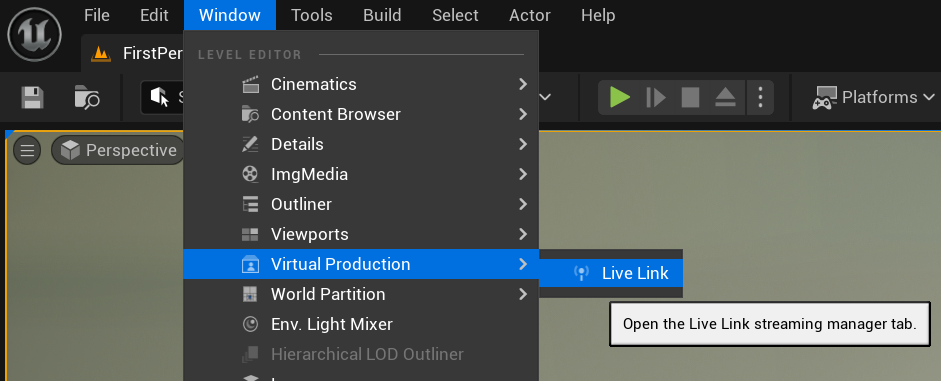 File Edit Window Tools Build Select Actor Help
FirstPer
LEVEL EDITOR
Cinematics
Content Browser
Platforms
Details
Perspective
ImgMedia
Outliner
Viewports
Virtual Production
Live Link
World Partition
Env. Light Mixer
Open the Live Link streaming manager tab.
Hierarchical LOD Outliner